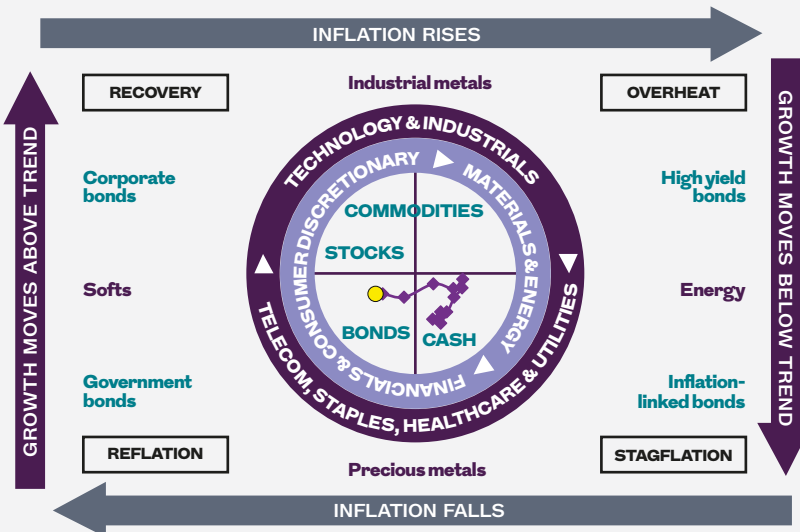 INFLATION RISES
RECOVERY
Industrial metals
OVERHEAT
GROWTH MOVES ABOVE TREND
GROWTH MOVES BELOW TREND
TECHNOLOGY & INDUSTRIALS
CONSUMER DISCRETIONARY
MATERIALS & ENERGY
Corporate
bonds
High yield
bonds
COMMODITIES
STOCKS
Softs
Energy
BONDS
CASH
FINANCIALS &
TELECOM, STAPLES, HEALTHCARE & UTILITIES
Government
bonds
Inflation-
linked bonds
REFLATION
Precious metals
STAGFLATION
INFLATION FALLS